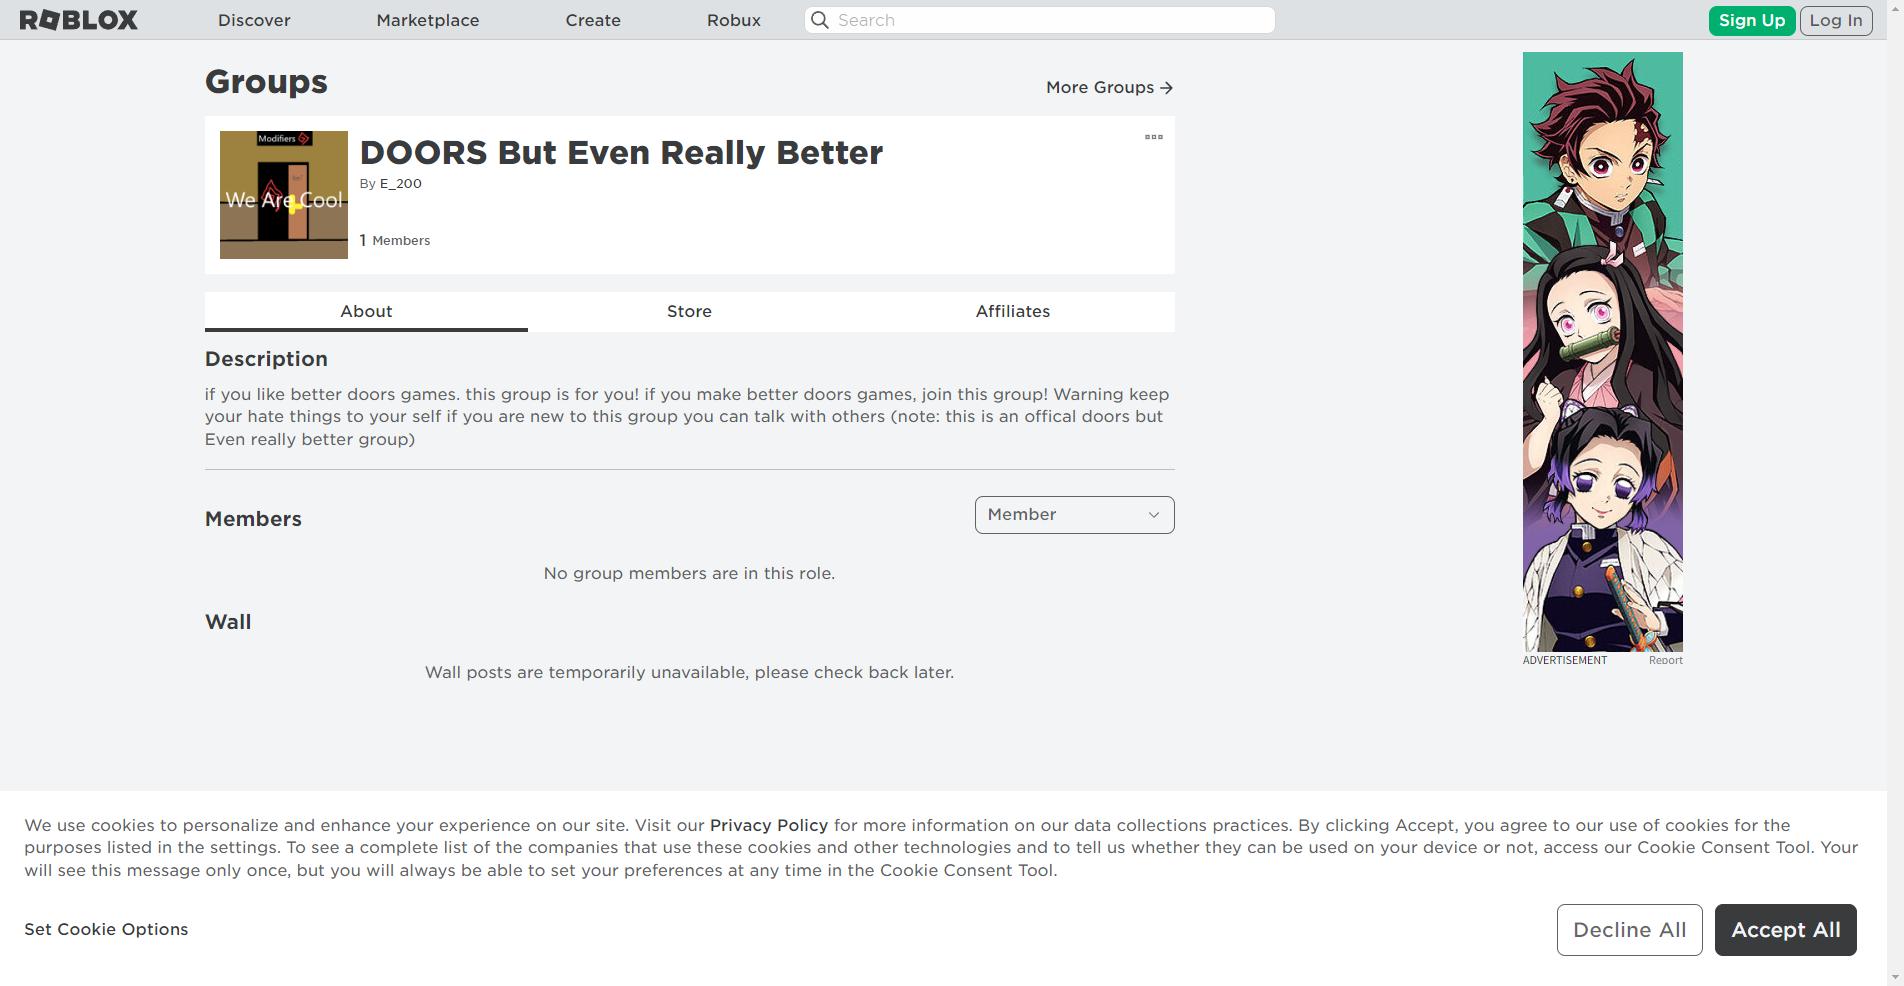 ROBLOX
Discover
Marketplace
Create
Robux
Search
Sign Up
Log In
Groups
More Groups
Modifiers
We Are Cool
DOORS But Even Really Better
By E_200
1 Members
About
Store
Affiliates
Description
if you like better doors games. this group is for you! if you make better doors games, join this group! Warning keep
your hate things to your self if you are new to this group you can talk with others (note: this is an offical doors but
Even really better group)
Members
Member
No group members are in this role.
Wall
Wall posts are temporarily unavailable, please check back later.
ADVERTISEMENT
Report
We use cookies to personalize and enhance your experience on our site. Visit our Privacy Policy for more information on our data collections practices. By clicking Accept, you agree to our use of cookies for the
purposes listed in the settings. To see a complete list of the companies that use these cookies and other technologies and to tell us whether they can be used on your device or not, access our Cookie Consent Tool. Your
will see this message only once, but you will always be able to set your preferences at any time in the Cookie Consent Tool.
Set Cookie Options
Decline All
Accept All